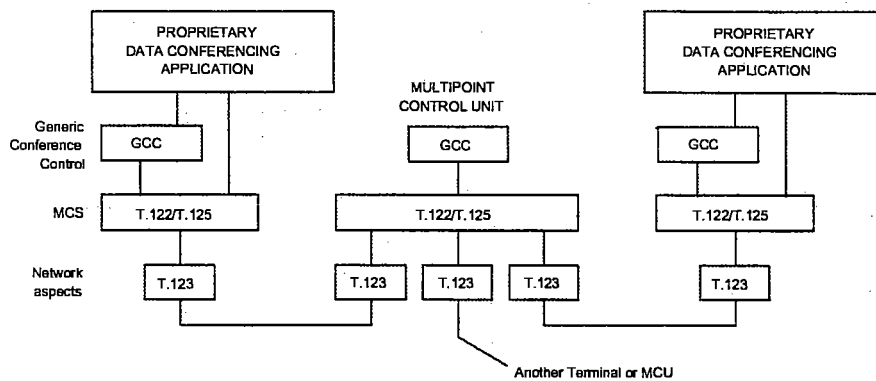 PROPRIETARY
DATA CONFERENCING
APPLICATION
PROPRIETARY
DATA CONFERENCING
APPLICATION
MULTIPOINT
CONTROL UNIT
Generic
Conference
Control
GCC
GCC
GCC
MCS
T.122/T.125
T.122/T.125
T.122/T.125
Network
aspects
T.123
T.123
T.123
T.123
T.123
Another Terminal or MCU